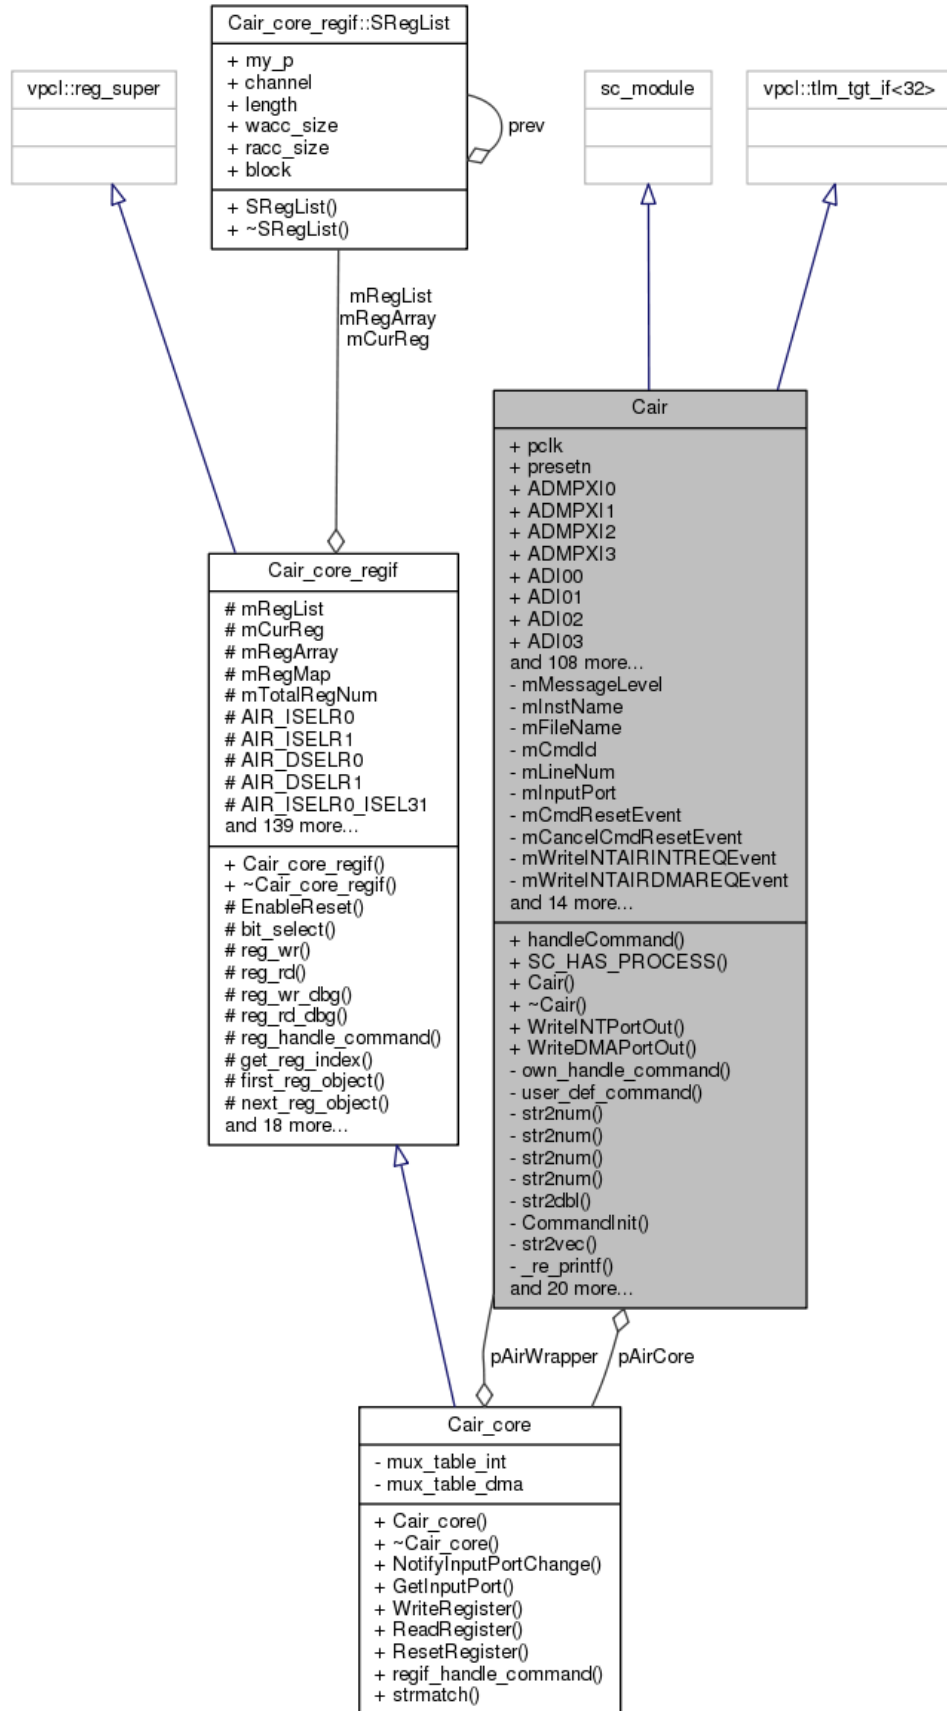 Cair_core_regif::SRegList
+ my_p
+ channel
+ length
+ wacc_size
+ racc_size
+ block
+ SRegList()
+ ~SRegList()
prev
vpcl::reg_super
sc_module
vpcl::tlm_tgt_if<32>
mRegList
mRegArray
mCurReg
Cair
+ pclk
+ presetn
+ ADMPXI0
+ ADMPXI1
+ ADMPXI2
+ ADMPXI3
+ ADI00
+ ADI01
+ ADI02
+ ADI03
and 108 more...
- mMessageLevel
- mInstName
- mFileName
- mCmdId
- mLineNum
- mInputPort
- mCmdResetEvent
- mCancelCmdResetEvent
- mWriteINTAIRINTREQEvent
- mWriteINTAIRDMAREQEvent
and 14 more...
+ handleCommand()
+ SC_HAS_PROCESS()
+ Cair()
+ ~Cair()
+ WriteINTPortOut()
+ WriteDMAPortOut()
- own_handle_command()
- user_def_command()
- str2num()
- str2num()
- str2num()
- str2num()
- str2dbl()
- CommandInit()
- str2vec()
- _re_printf()
and 20 more...
Cair_core_regif
# mRegList
# mCurReg
# mRegArray
# mRegMap
# mTotalRegNum
# AIR_ISELR0
# AIR_ISELR1
# AIR_DSELR0
# AIR_DSELR1
# AIR_ISELR0_ISEL31
and 139 more...
+ Cair_core_regif()
+ ~Cair_core_regif()
# EnableReset()
# bit_select()
# reg_wr()
# reg_rd()
# reg_wr_dbg()
# reg_rd_dbg()
# reg_handle_command()
# get_reg_index()
# first_reg_object()
# next_reg_object()
and 18 more...
pAirWrapper
pAirCore
Cair_core
- mux_table_int
- mux_table_dma
+ Cair_core()
+ ~Cair_core()
+ NotifyInputPortChange()
+ GetInputPort()
+ WriteRegister()
+ ReadRegister()
+ ResetRegister()
+ regif_handle_command()
+ strmatch()